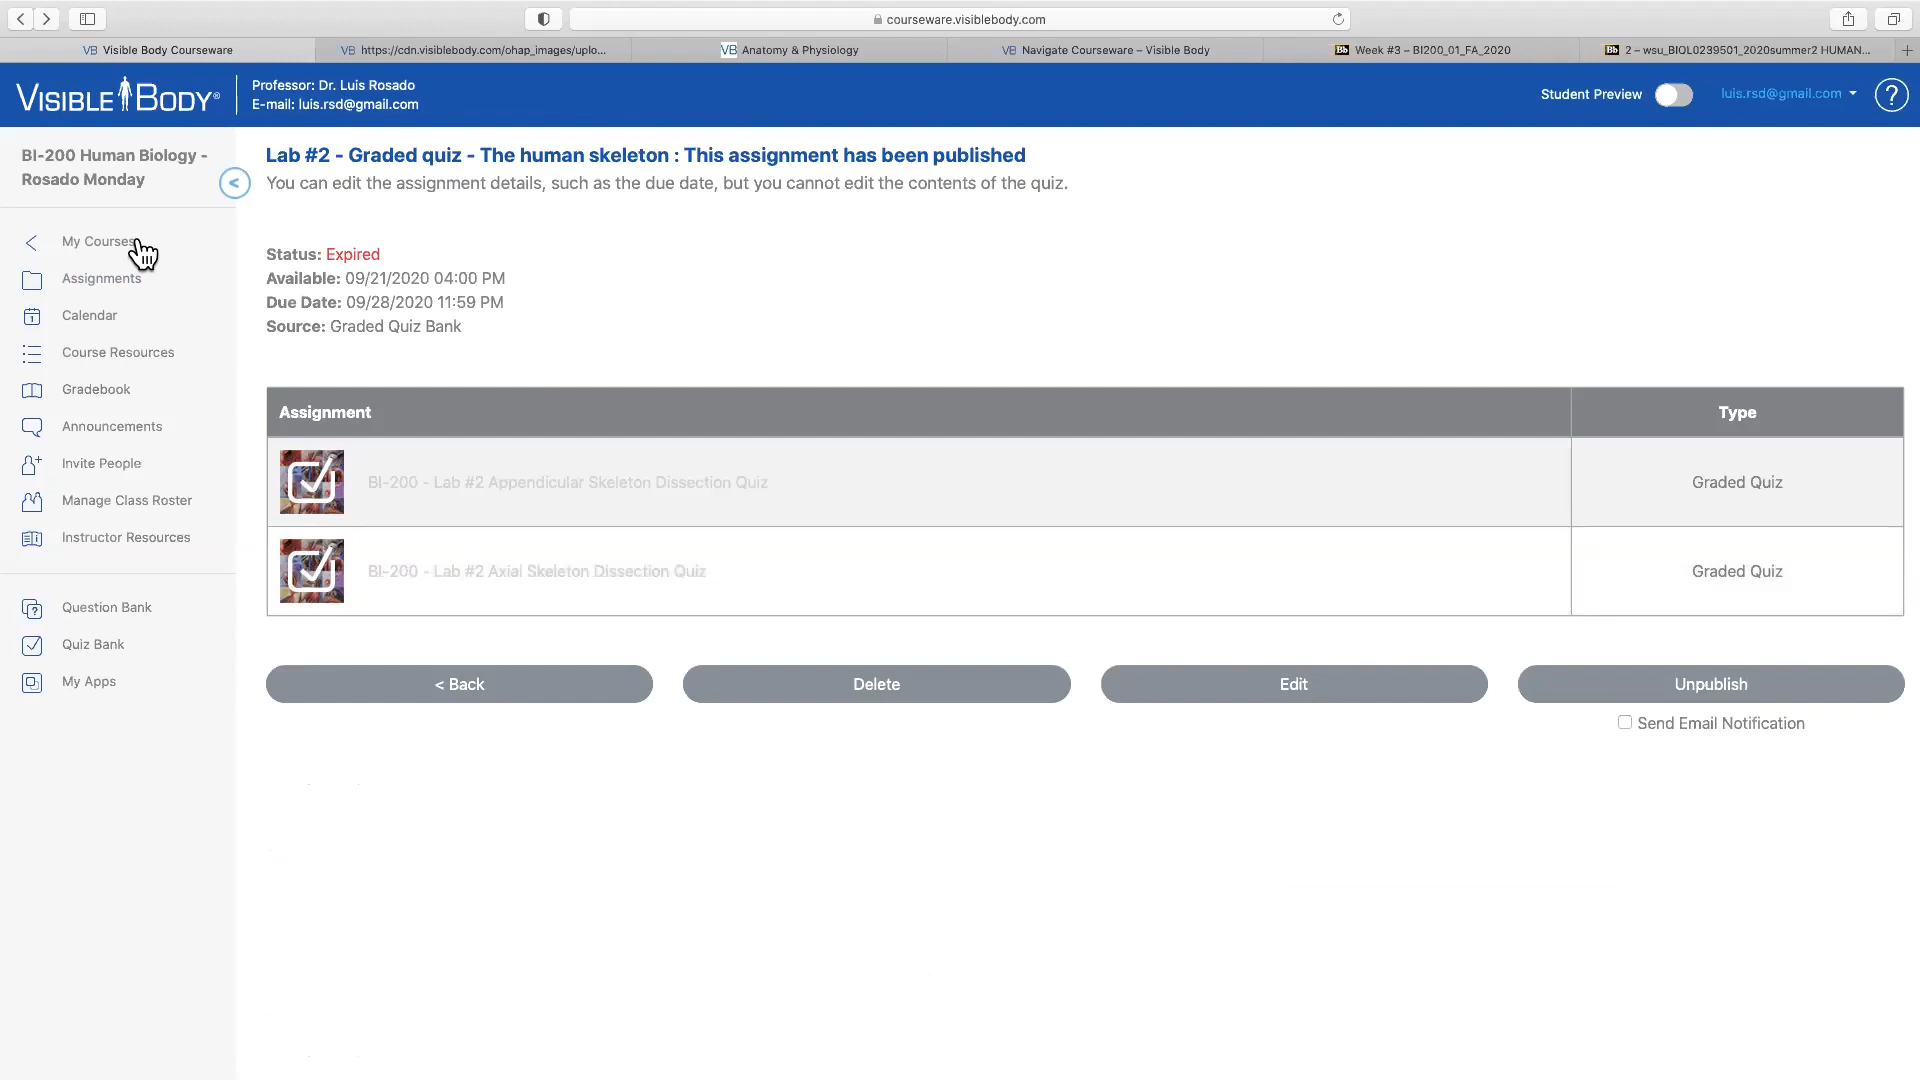 courseware.visiblebody.com
VB Visible Body Courseware
VB https://cdn.visiblebody.com/ohap_images/uplo...
VB Anatomy & Physiology
VB Navigate Courseware – Visible Body
Bb Week #3 – BI200_01_FA_2020
Bb 2 – wsu_BIOL0239501_2020summer2 HUMAN...
VISIBLE BODY®
Professor: Dr. Luis Rosado
E-mail: luis.rsd@gmail.com
Student Preview
luis.rsd@gmail.com
?
BI-200 Human Biology -
Rosado Monday
<
My Courses
Assignments
Calendar
Course Resources
Gradebook
Announcements
Invite People
Manage Class Roster
Instructor Resources
Question Bank
Quiz Bank
My Apps
Lab #2 - Graded quiz - The human skeleton : This assignment has been published
You can edit the assignment details, such as the due date, but you cannot edit the contents of the quiz.
Status: Expired
Available: 09/21/2020 04:00 PM
Due Date: 09/28/2020 11:59 PM
Source: Graded Quiz Bank
Assignment Type
BI-200 - Lab #2 Appendicular Skeleton Dissection Quiz Graded Quiz
BI-200 - Lab #2 Axial Skeleton Dissection Quiz Graded Quiz
< Back Delete Edit Unpublish
Send Email Notification